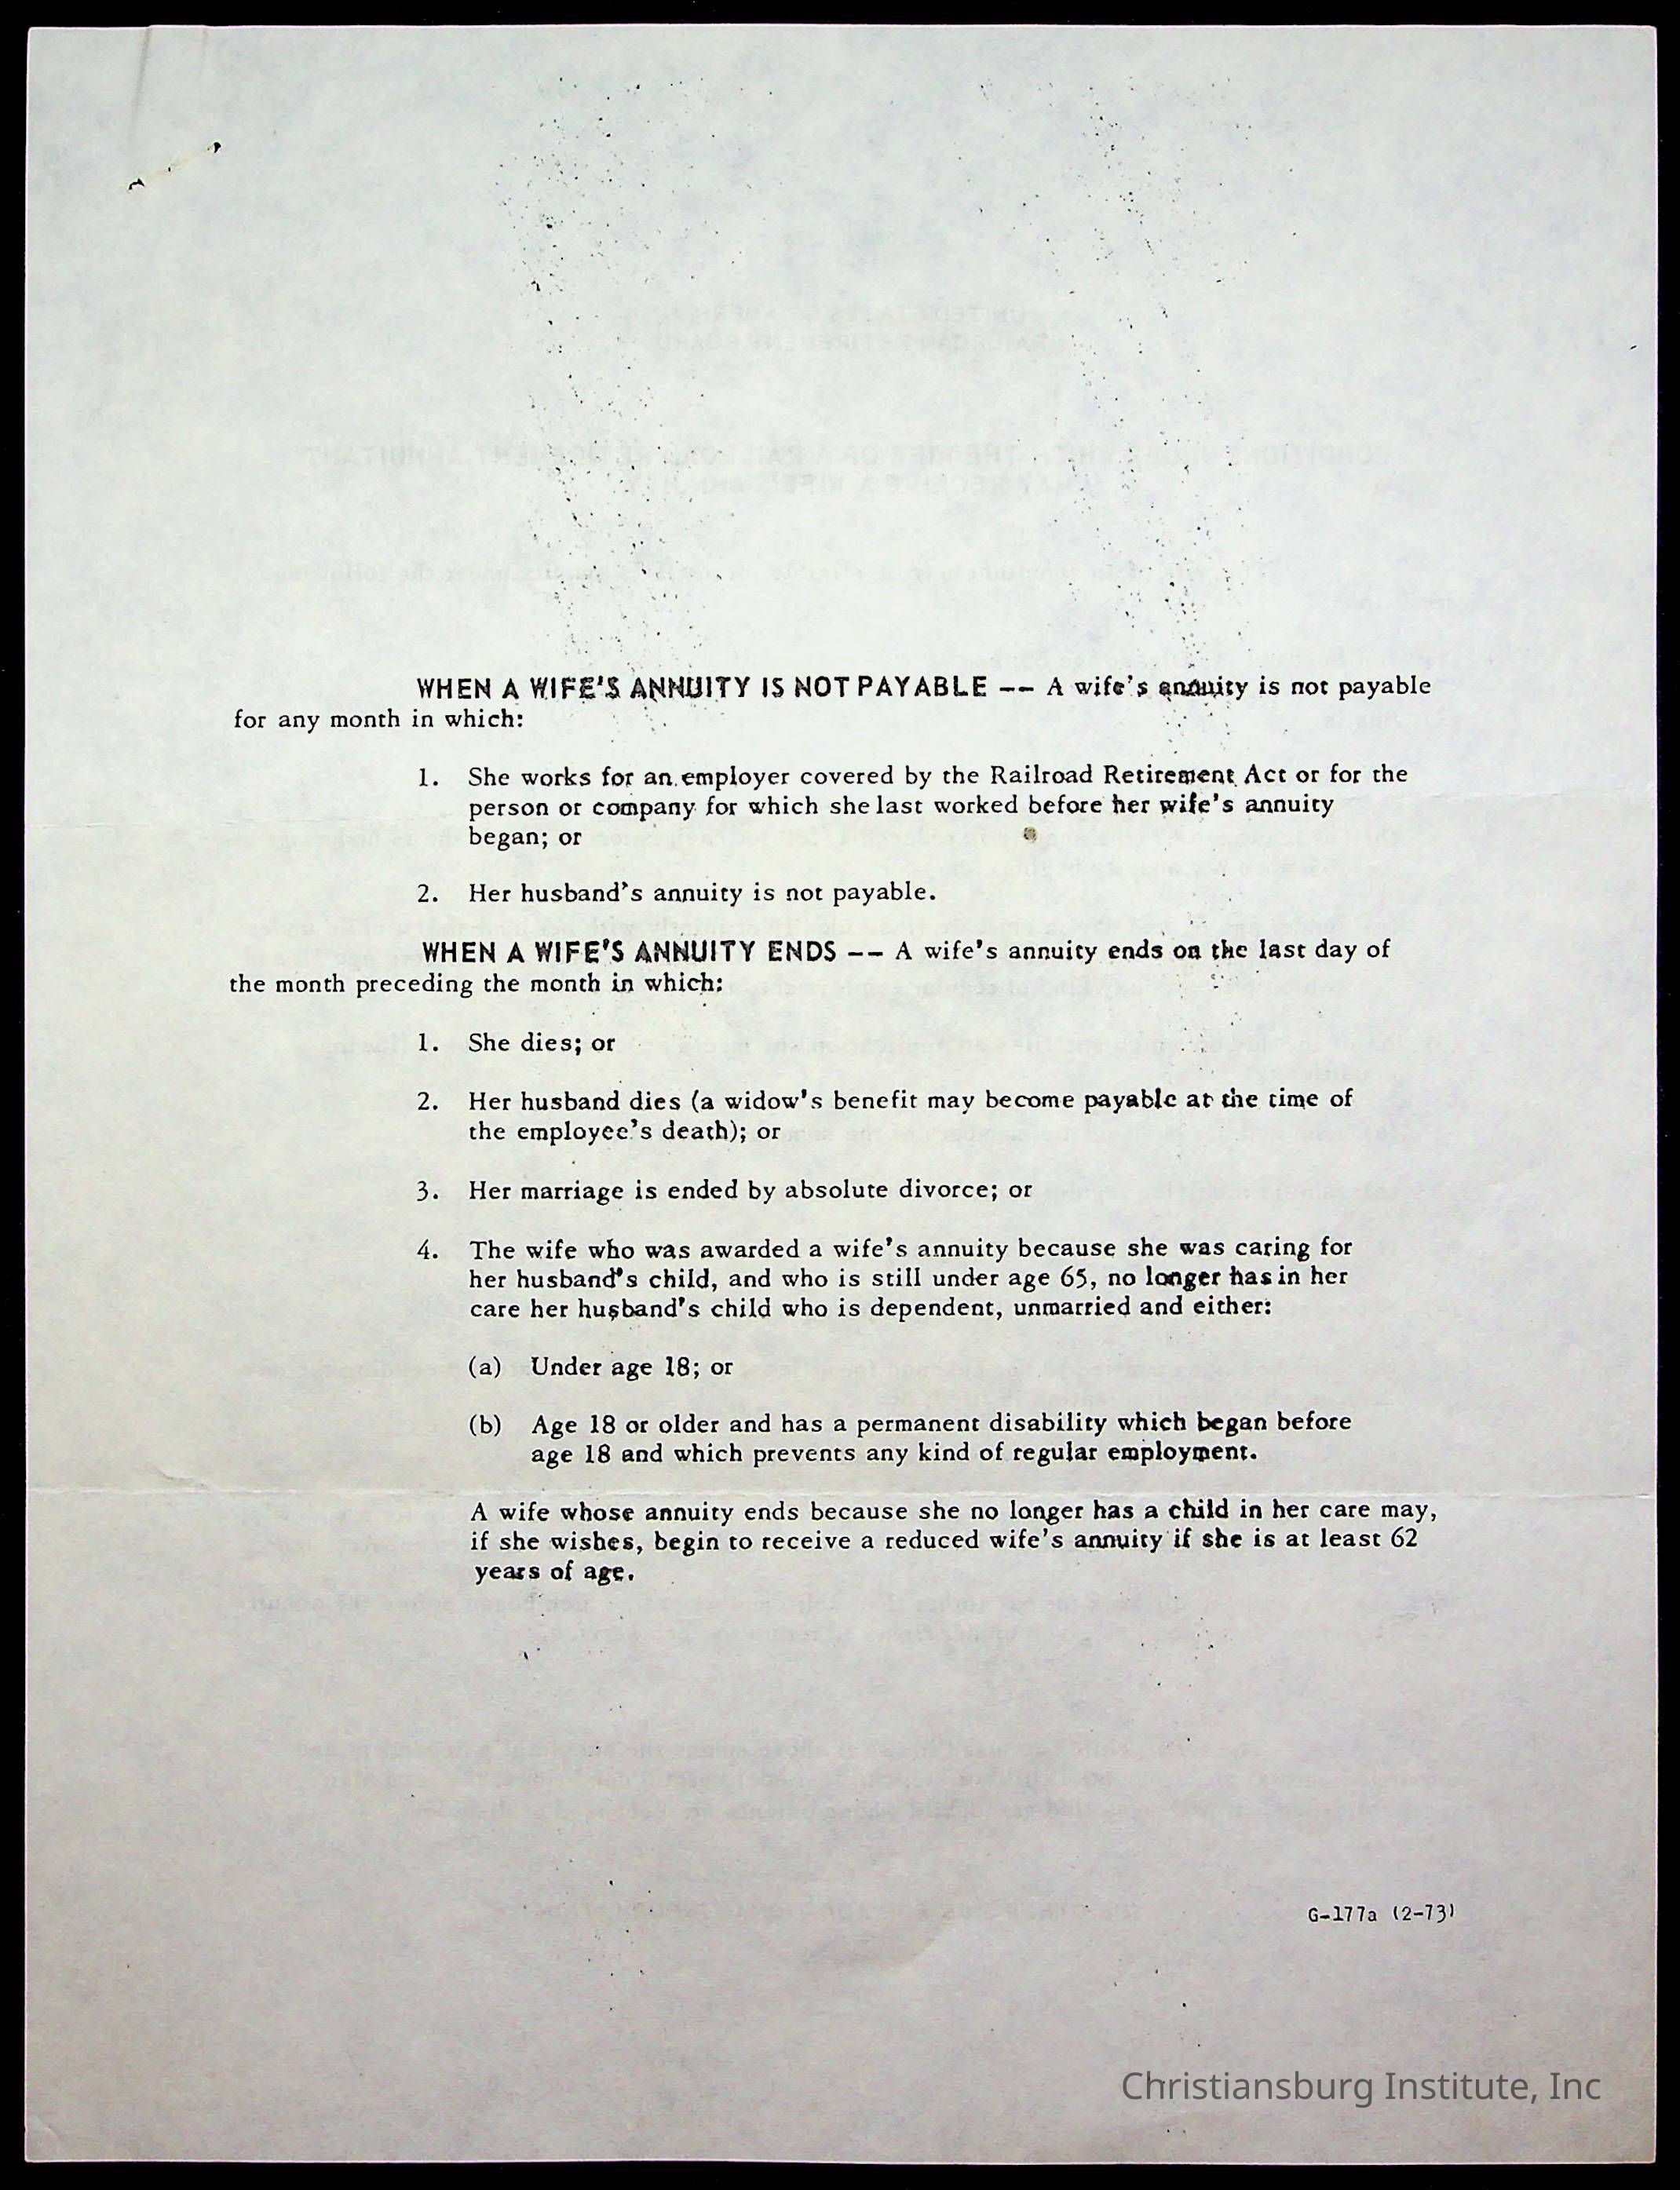 WHEN A WIFE'S ANNUITY IS NOT PAYABLE -- A wife's annuity is not payable
for any month in which:
1. She works for an employer covered by the Railroad Retirement Act or for the
person or company for which she last worked before her wife's annuity
began; or
2. Her husband's annuity is not payable.
WHEN A WIFE'S ANNUITY ENDS -- A wife's annuity ends on the last day of
the month preceding the month in which:
1. She dies; or
2. Her husband dies (a widow's benefit may become payable at the time of
the employee's death); or
3. Her marriage is ended by absolute divorce; or
4. The wife who was awarded a wife's annuity because she was caring for
her husband's child, and who is still under age 65, no longer has in her
care her husband's child who is dependent, unmarried and either:
(a) Under age 18; or
(b) Age 18 or older and has a permanent disability which began before
age 18 and which prevents any kind of regular employment.
A wife whose annuity ends because she no longer has a child in her care may,
if she wishes, begin to receive a reduced wife's annuity if she is at least 62
years of age.
G-177a (2-73)
Christiansburg Institute, Inc